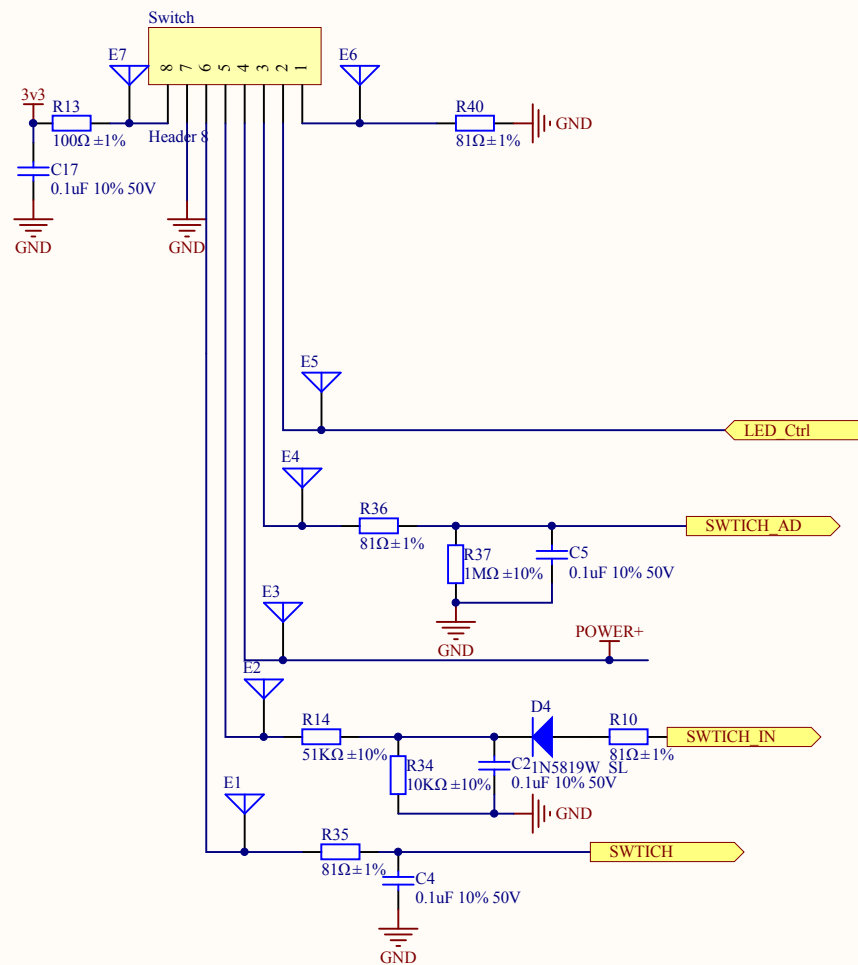 Switch
E7
E6
8
7
6
5
4
3
2
1
3v3
R13
100Ω ±1%
Header 8
R40
81Ω ±1%
GND
C17
0.1uF 10% 50V
GND
GND
E5
LED_Ctrl
E4
R36
81Ω ±1%
SWTICH_AD
R37
1MΩ ±10%
C5
0.1uF 10% 50V
GND
E3
POWER+
E2
R14
51KΩ ±10%
D4
1N5819W SL
R10
81Ω ±1%
SWTICH_IN
R34
10KΩ ±10%
C2
0.1uF 10% 50V
GND
E1
R35
81Ω ±1%
SWTICH
C4
0.1uF 10% 50V
GND